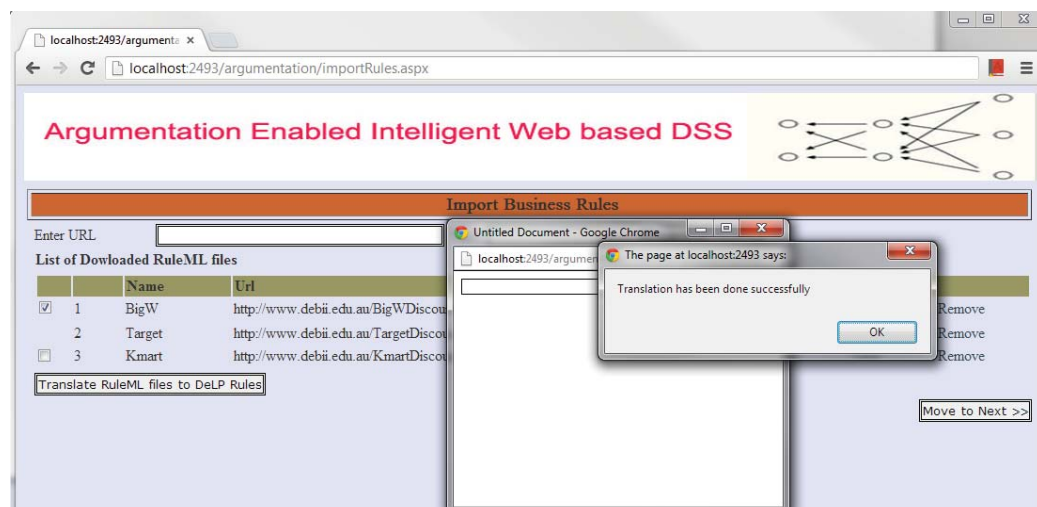 localhost:2493/argumenta
localhost:2493/argumentation/importRules.aspx
Argumentation Enabled Intelligent Web based DSS
Import Business Rules
Enter URL
Untitled Document - Google Chrome
List of Dowloaded RuleML files
localhost:2493/argumen
The page at localhost:2493 says:
Translation has been done successfully
OK
Name Url
1 BigW http://www.debii.edu.au/BigWDiscou Remove
2 Target http://www.debii.edu.au/TargetDiscou Remove
3 Kmart http://www.debii.edu.au/KmartDiscou Remove
Translate RuleML files to DeLP Rules
Move to Next >>